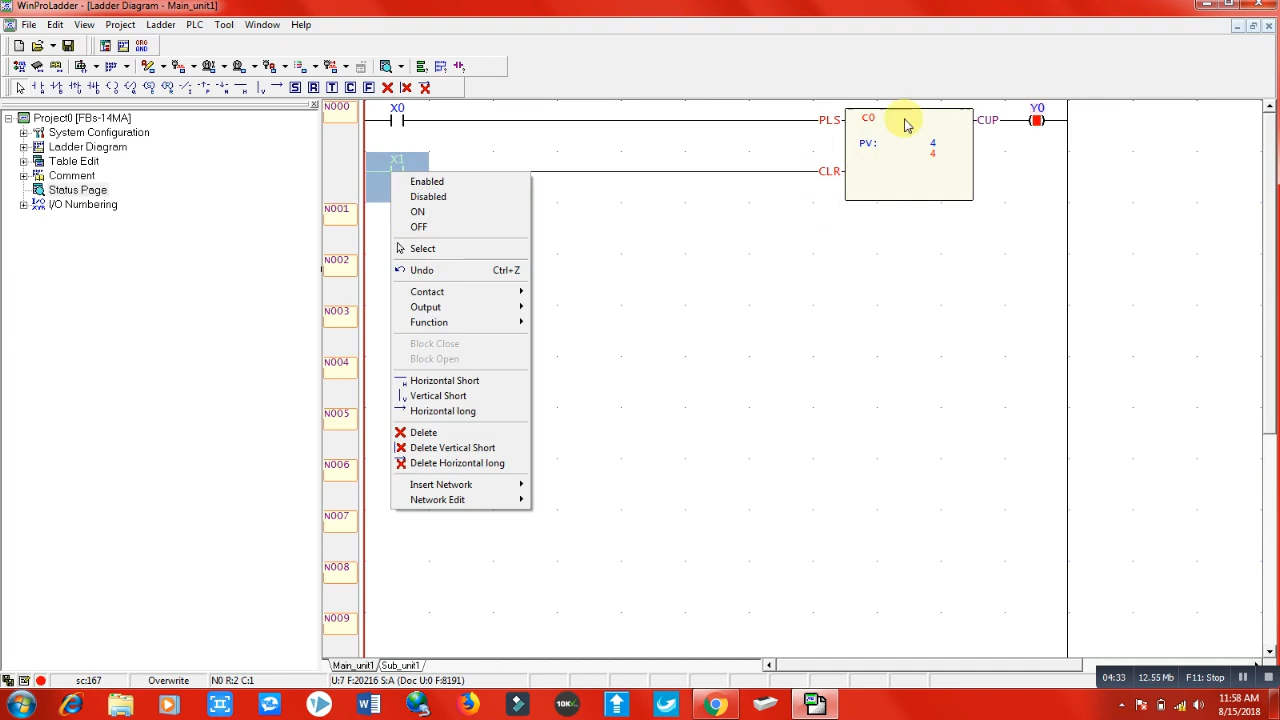 WinProLadder - [Ladder Diagram - Main_unit1]
File Edit View Project Ladder PLC Tool Window Help
ORG
GND
S R T C F
Project0 [FBs-14MA]
System Configuration
Ladder Diagram
Table Edit
Comment
Status Page
I/O Numbering
N000
X0
PLS
C0
CUP
Y0
PV: 4
4
X1
CLR
N001
N002
N003
N004
N005
N006
N007
N008
N009
Enabled
Disabled
ON
OFF
Select
Undo Ctrl+Z
Contact
Output
Function
Block Close
Block Open
Horizontal Short
Vertical Short
Horizontal long
Delete
Delete Vertical Short
Delete Horizontal long
Insert Network
Network Edit
Main_unit1 Sub_unit1
sc:167 Overwrite N0 R:2 C:1 U:7 F:20216 S:A (Doc U:0 F:8191)
04:33 12.55 Mb F11: Stop
10K
11:58 AM
8/15/2018